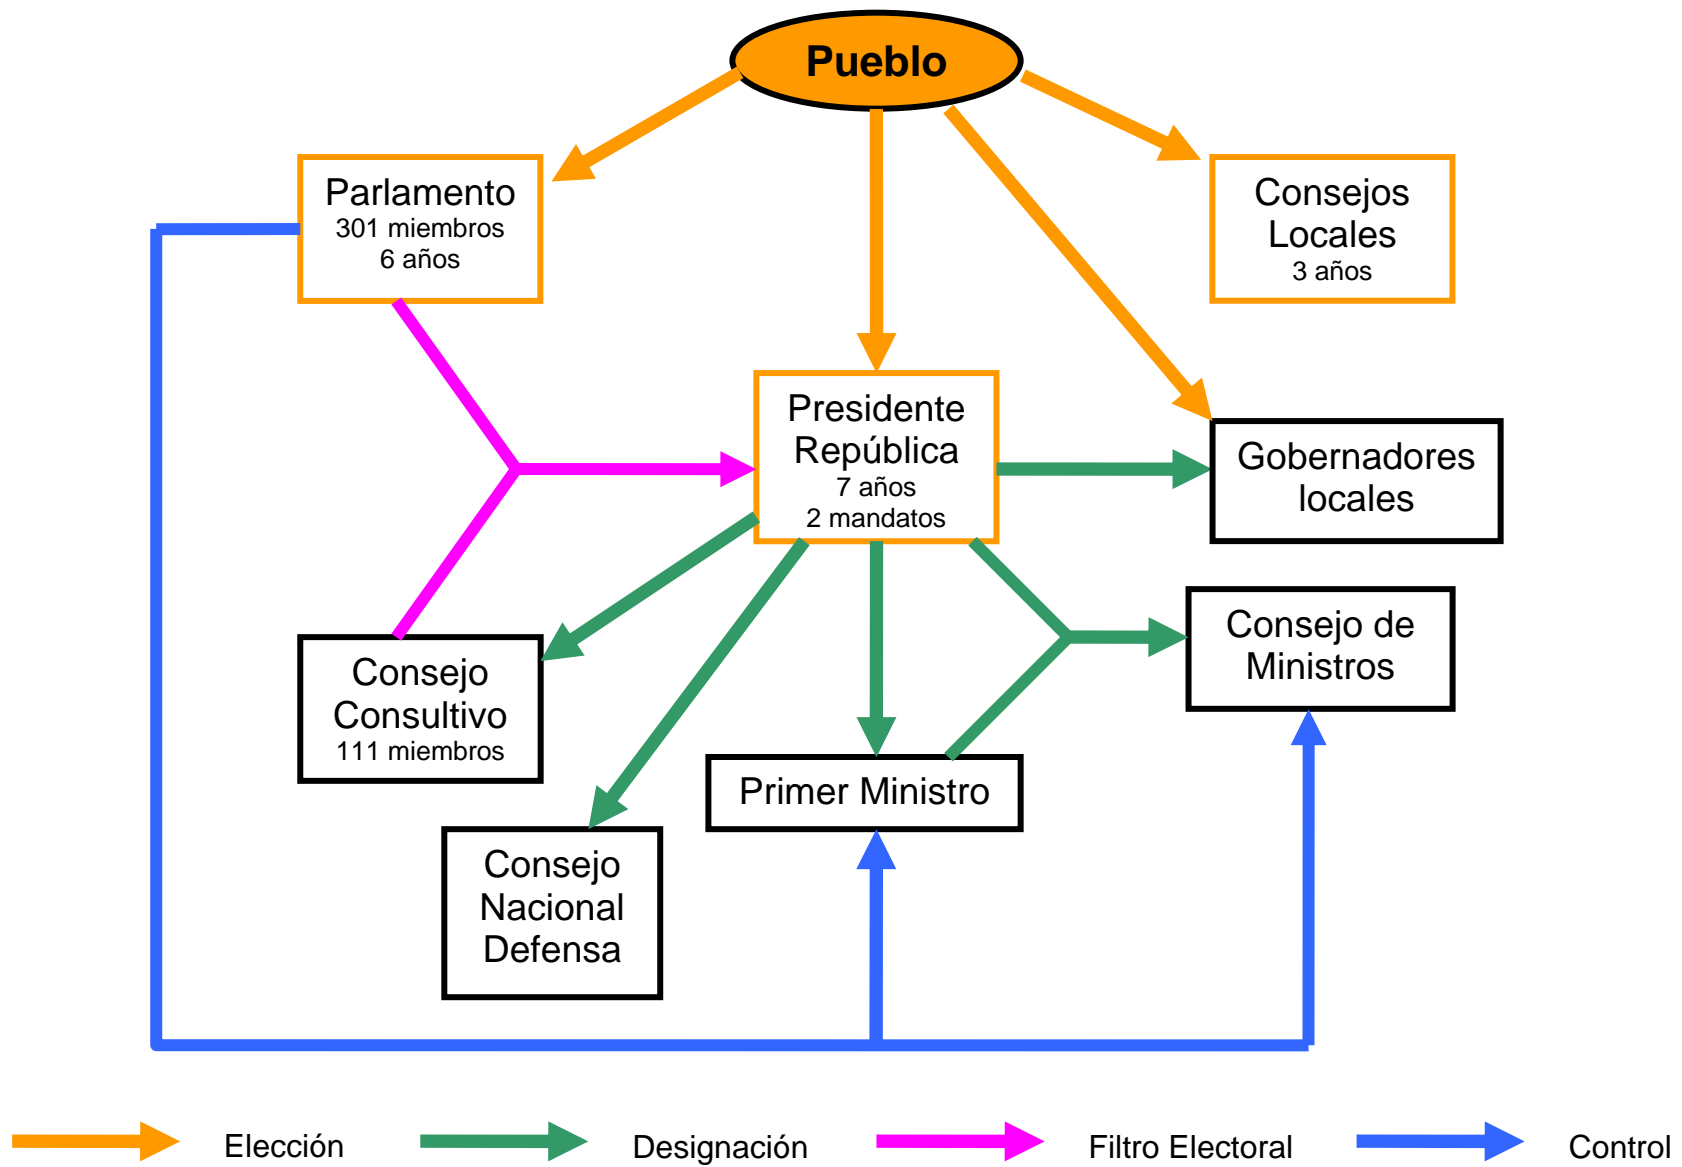 Pueblo
Parlamento
301 miembros
6 años
Consejos
Locales
3 años
Presidente
República
7 años
2 mandatos
Gobernadores
locales
Consejo de
Ministros
Consejo
Consultivo
111 miembros
Primer Ministro
Consejo
Nacional
Defensa
Elección
Designación
Filtro Electoral
Control